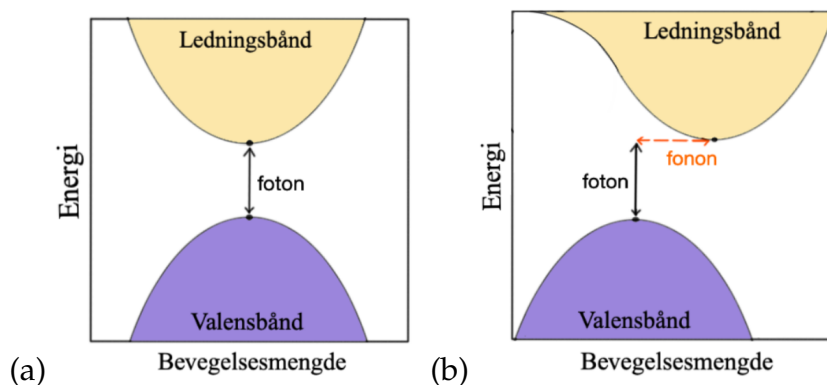 Ledningsbånd
Energi
foton
Valensbånd
(a)
Bevegelsesmengde
Ledningsbånd
Energi
fonon
foton
Valensbånd
(b)
Bevegelsesmengde